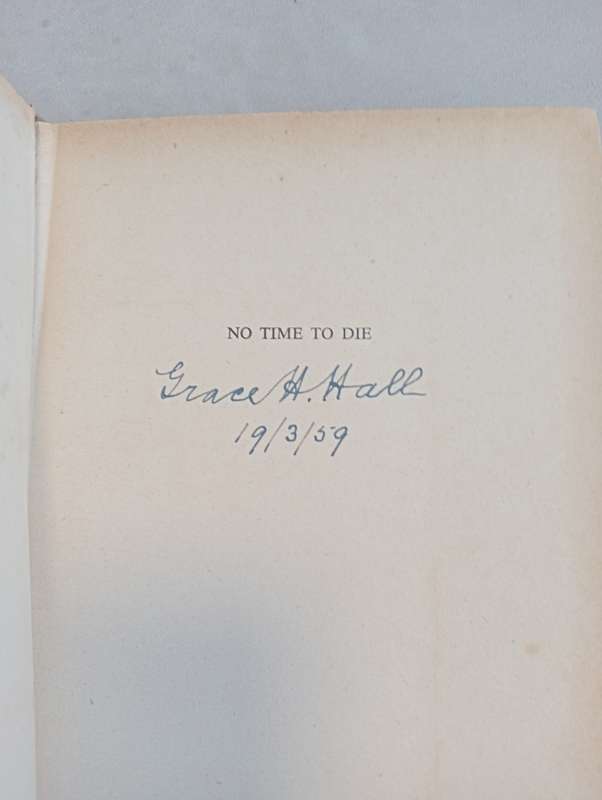 NO TIME TO DIE
Grace H. Hall
19/3/59